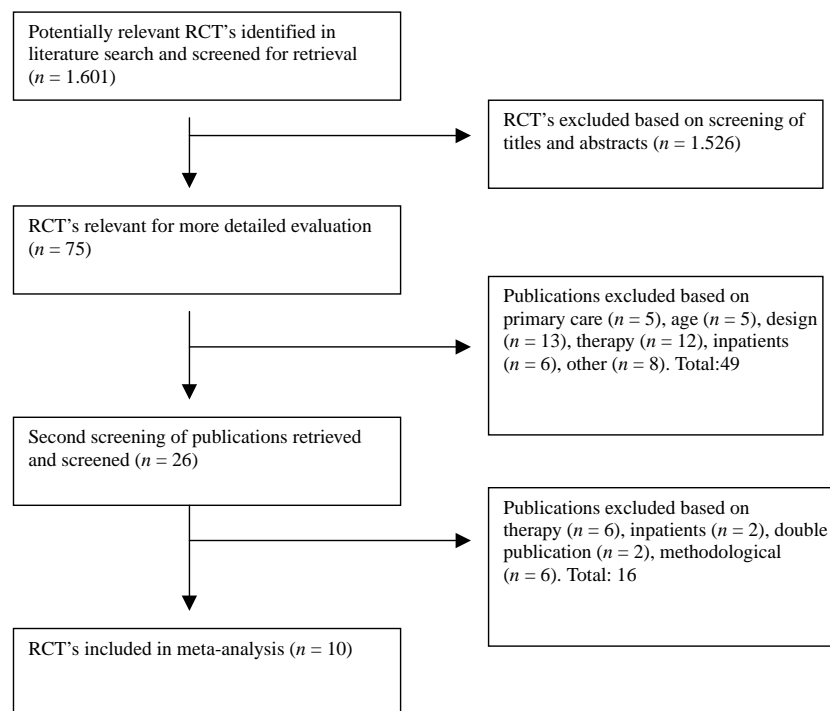 Potentially relevant RCT's identified in
literature search and screened for retrieval
(n = 1.601)
RCT's excluded based on screening of
titles and abstracts (n = 1.526)
RCT's relevant for more detailed evaluation
(n = 75)
Publications excluded based on
primary care (n = 5), age (n = 5), design
(n = 13), therapy (n = 12), inpatients
(n = 6), other (n = 8). Total:49
Second screening of publications retrieved
and screened (n = 26)
Publications excluded based on
therapy (n = 6), inpatients (n = 2), double
publication (n = 2), methodological
(n = 6). Total: 16
RCT's included in meta-analysis (n = 10)